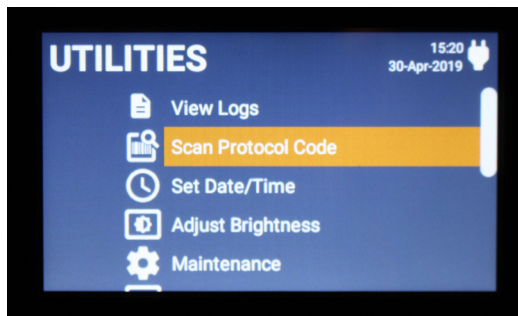 UTILITIES
15:20
30-Apr-2019
View Logs
Scan Protocol Code
Set Date/Time
Adjust Brightness
Maintenance